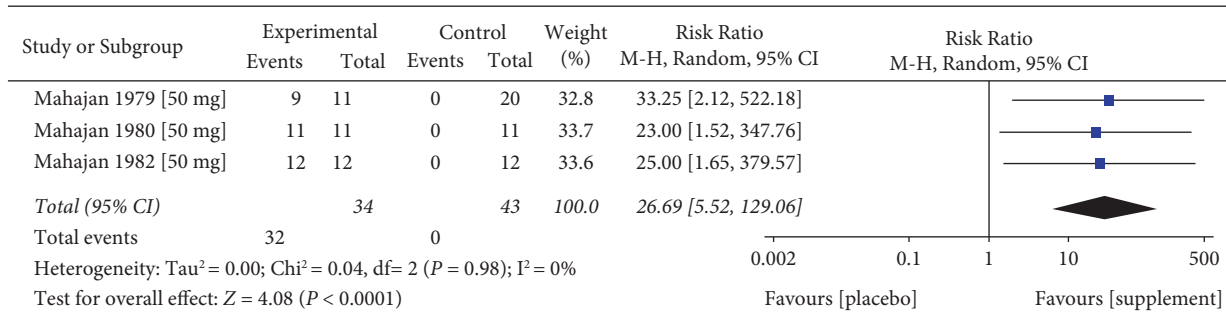 Study or Subgroup Experimental Control Weight (%) Risk Ratio M-H, Random, 95% CI Risk Ratio M-H, Random, 95% CI
Events Total Events Total
Mahajan 1979 [50 mg] 9 11 0 20 32.8 33.25 [2.12, 522.18]
Mahajan 1980 [50 mg] 11 11 0 11 33.7 23.00 [1.52, 347.76]
Mahajan 1982 [50 mg] 12 12 0 12 33.6 25.00 [1.65, 379.57]
Total (95% CI) 34 43 100.0 26.69 [5.52, 129.06]
Total events 32 0
Heterogeneity: Tau² = 0.00; Chi² = 0.04, df= 2 (P = 0.98); I² = 0%
Test for overall effect: Z = 4.08 (P < 0.0001)
0.002 0.1 1 10 500
Favours [placebo] Favours [supplement]